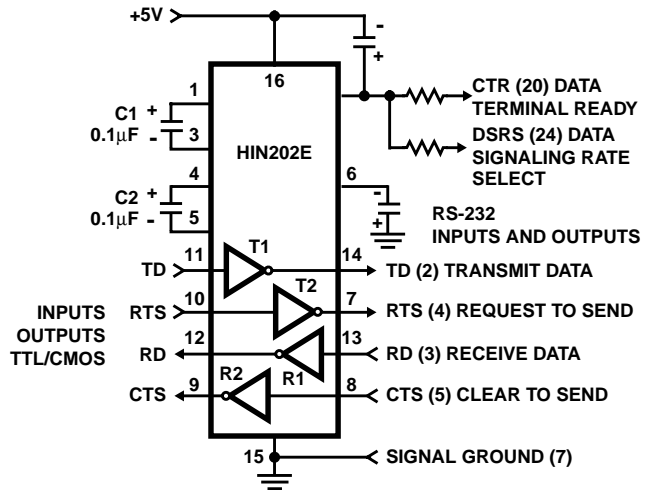 +5V
-
+
16
1
C1 +
0.1µF -
3
HIN202E
CTR (20) DATA
TERMINAL READY
DSRS (24) DATA
SIGNALING RATE
SELECT
4
C2 +
0.1µF -
5
6
-
+
RS-232
INPUTS AND OUTPUTS
TD 11 T1 14 TD (2) TRANSMIT DATA
INPUTS
OUTPUTS
TTL/CMOS
RTS 10 T2 7 RTS (4) REQUEST TO SEND
RD 12 R1 13 RD (3) RECEIVE DATA
CTS 9 R2 8 CTS (5) CLEAR TO SEND
15 SIGNAL GROUND (7)